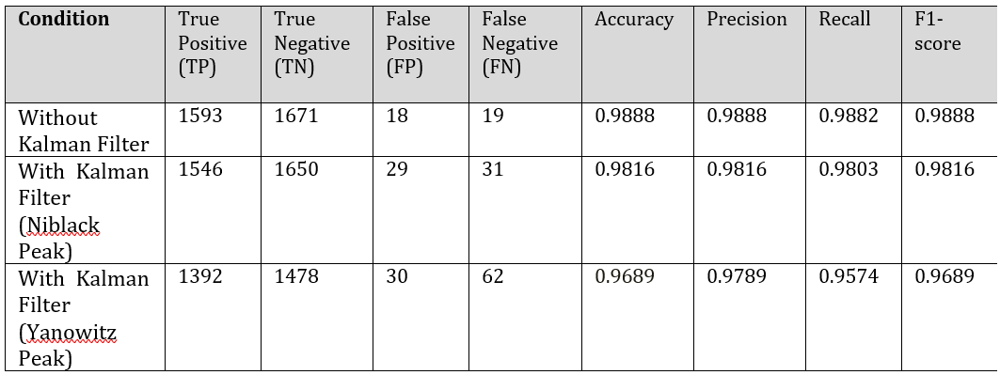 Condition True Positive (TP) True Negative (TN) False Positive (FP) False Negative (FN) Accuracy Precision Recall F1-score
Without Kalman Filter 1593 1671 18 19 0.9888 0.9888 0.9882 0.9888
With Kalman Filter (Niblack Peak) 1546 1650 29 31 0.9816 0.9816 0.9803 0.9816
With Kalman Filter (Yanowitz Peak) 1392 1478 30 62 0.9689 0.9789 0.9574 0.9689